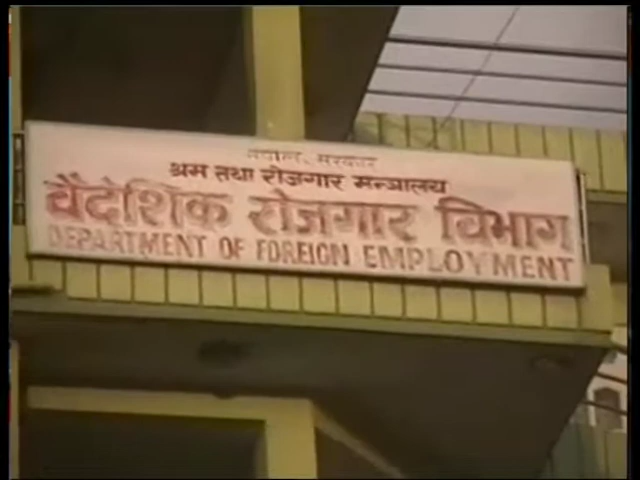 नेपाल सरकार
श्रम तथा रोजगार मन्त्रालय
वैदेशिक रोजगार विभाग
DEPARTMENT OF FOREIGN EMPLOYMENT